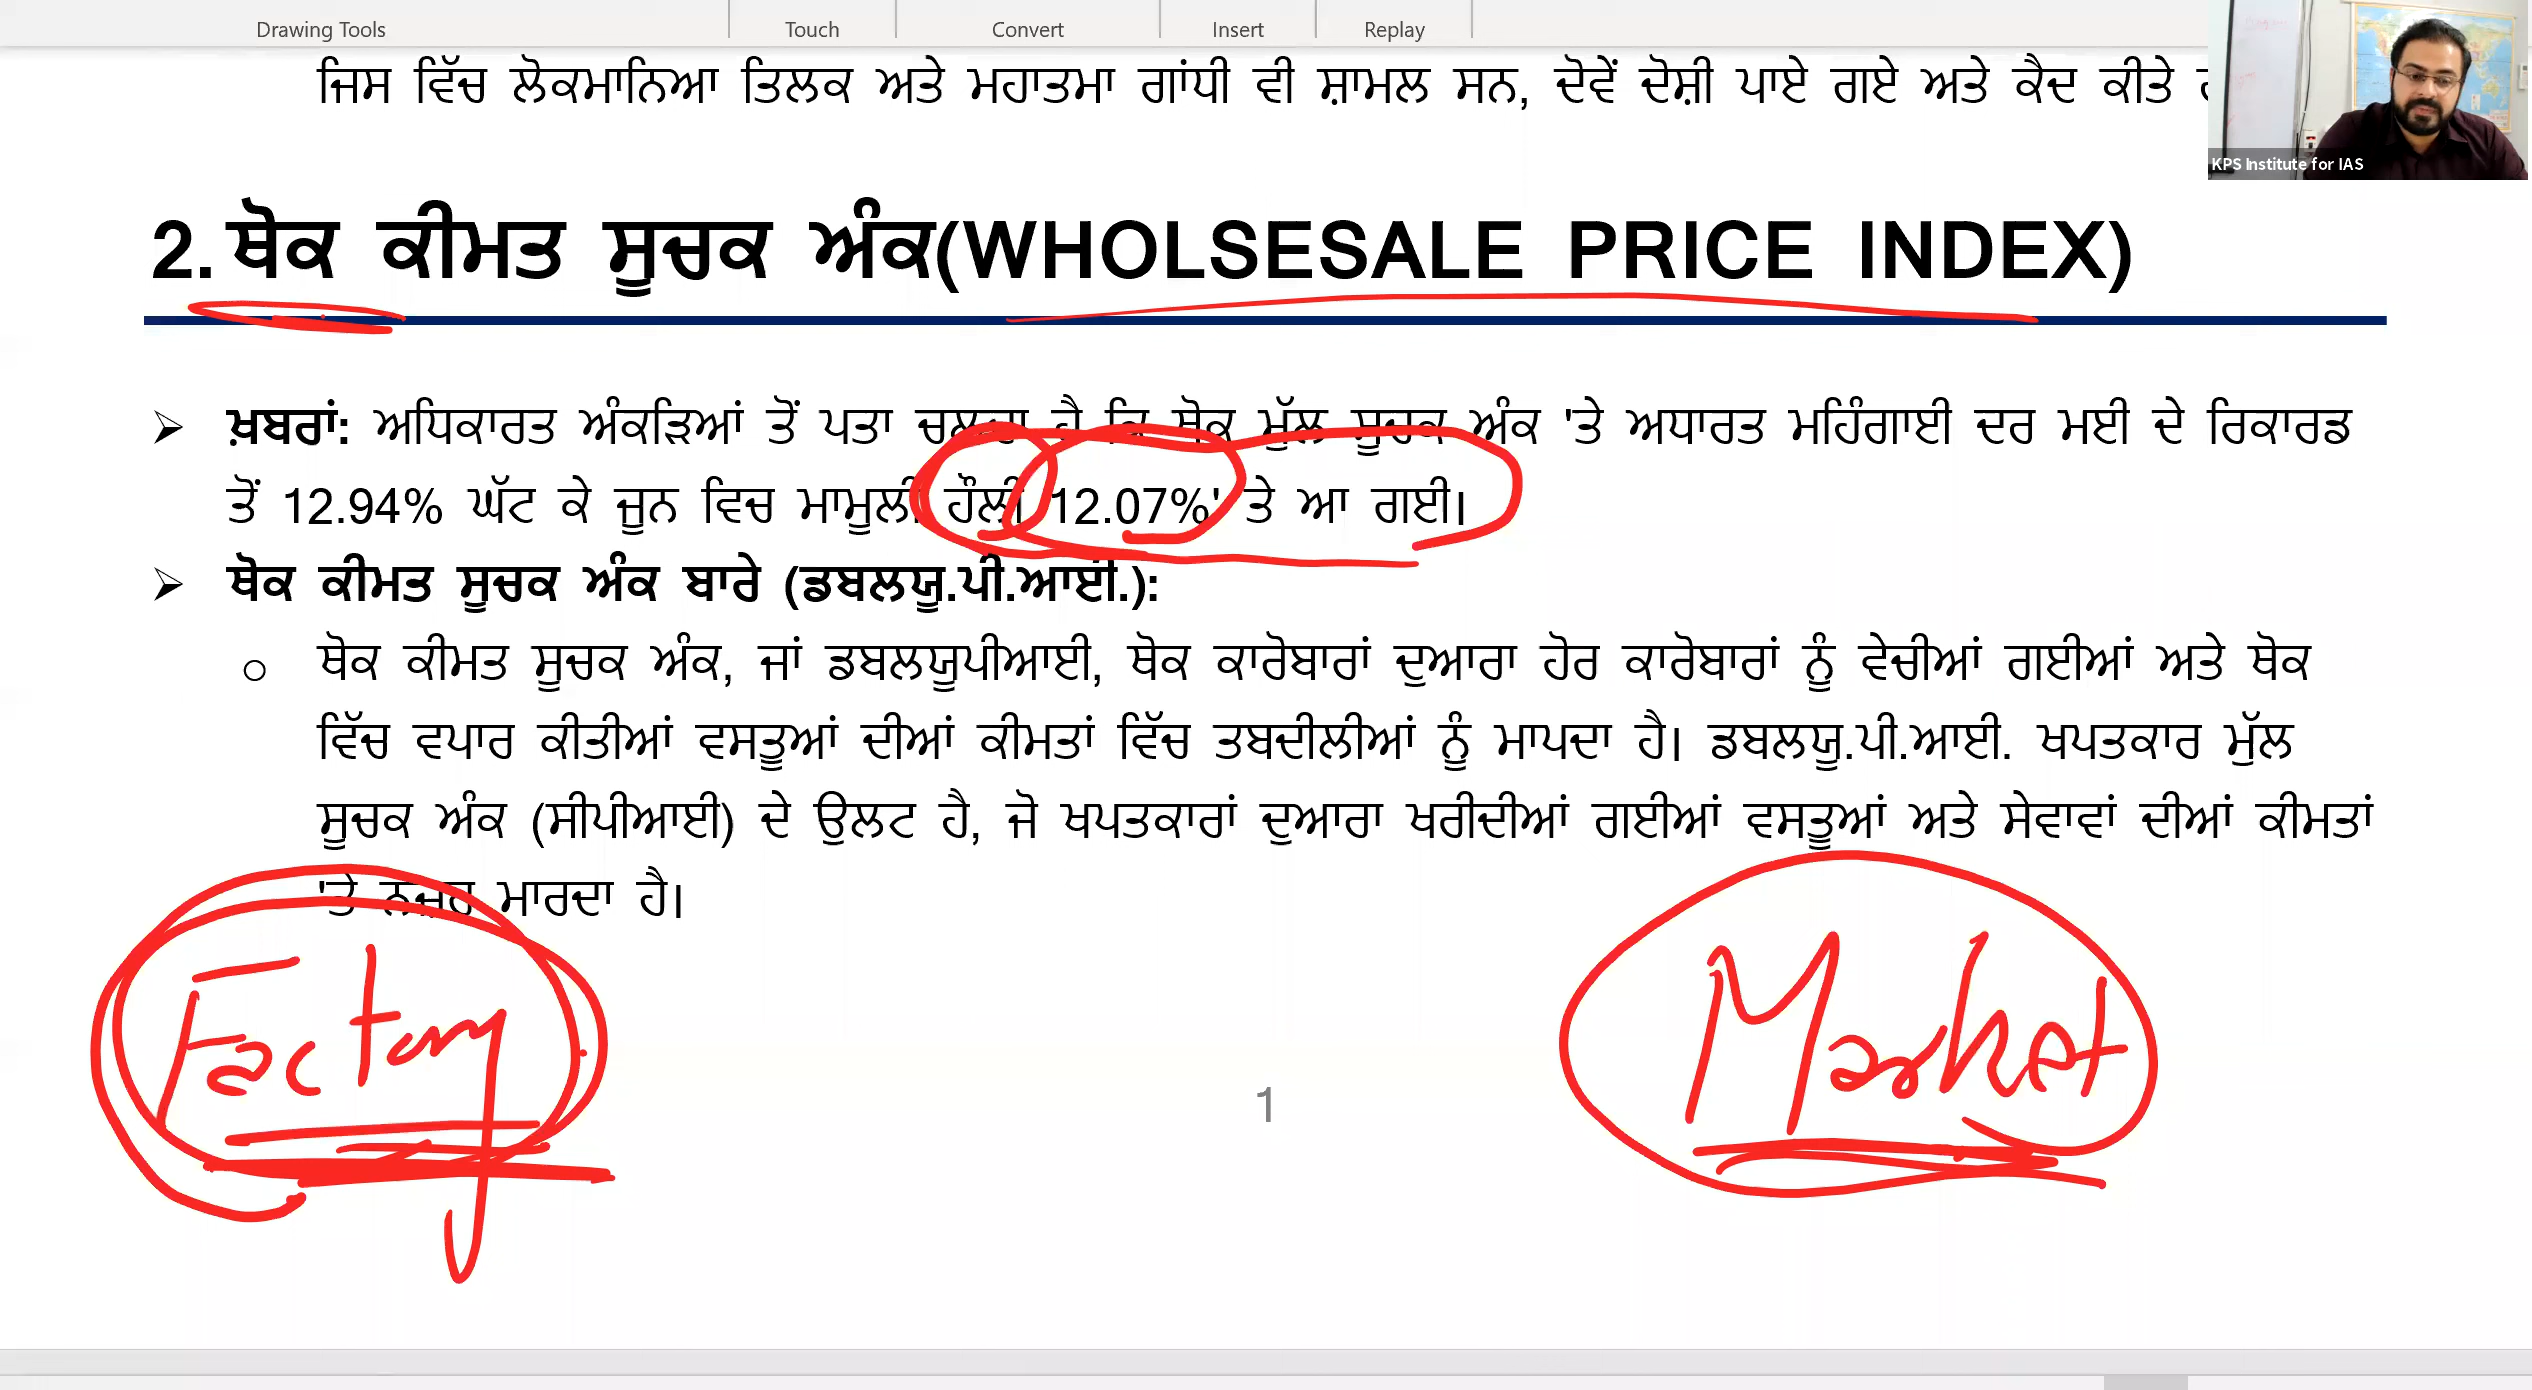 Drawing Tools Touch Convert Insert Replay
ਜਿਸ ਵਿੱਚ ਲੋਕਮਾਨਿਆ ਤਿਲਕ ਅਤੇ ਮਹਾਤਮਾ ਗਾਂਧੀ ਵੀ ਸ਼ਾਮਲ ਸਨ, ਦੋਵੇਂ ਦੋਸ਼ੀ ਪਾਏ ਗਏ ਅਤੇ ਕੈਦ ਕੀਤੇ
KPS Institute for IAS
2. ਥੋਕ ਕੀਮਤ ਸੂਚਕ ਅੰਕ(WHOLSESALE PRICE INDEX)
➢ ਖ਼ਬਰਾਂ: ਅਧਿਕਾਰਤ ਅੰਕੜਿਆਂ ਤੋਂ ਪਤਾ ਚਲਦਾ ਹੈ ਕਿ ਥੋਕ ਮੁੱਲ ਸੂਚਕ ਅੰਕ 'ਤੇ ਅਧਾਰਤ ਮਹਿੰਗਾਈ ਦਰ ਮਈ ਦੇ ਰਿਕਾਰਡ
ਤੋਂ 12.94% ਘੱਟ ਕੇ ਜੂਨ ਵਿਚ ਮਾਮੂਲੀ ਹੌਲੀ 12.07%' ਤੇ ਆ ਗਈ।
➢ ਥੋਕ ਕੀਮਤ ਸੂਚਕ ਅੰਕ ਬਾਰੇ (ਡਬਲਯੂ.ਪੀ.ਆਈ.):
o ਥੋਕ ਕੀਮਤ ਸੂਚਕ ਅੰਕ, ਜਾਂ ਡਬਲਯੂਪੀਆਈ, ਥੋਕ ਕਾਰੋਬਾਰਾਂ ਦੁਆਰਾ ਹੋਰ ਕਾਰੋਬਾਰਾਂ ਨੂੰ ਵੇਚੀਆਂ ਗਈਆਂ ਅਤੇ ਥੋਕ
ਵਿੱਚ ਵਪਾਰ ਕੀਤੀਆਂ ਵਸਤੂਆਂ ਦੀਆਂ ਕੀਮਤਾਂ ਵਿੱਚ ਤਬਦੀਲੀਆਂ ਨੂੰ ਮਾਪਦਾ ਹੈ। ਡਬਲਯੂ.ਪੀ.ਆਈ. ਖਪਤਕਾਰ ਮੁੱਲ
ਸੂਚਕ ਅੰਕ (ਸੀਪੀਆਈ) ਦੇ ਉਲਟ ਹੈ, ਜੋ ਖਪਤਕਾਰਾਂ ਦੁਆਰਾ ਖਰੀਦੀਆਂ ਗਈਆਂ ਵਸਤੂਆਂ ਅਤੇ ਸੇਵਾਵਾਂ ਦੀਆਂ ਕੀਮਤਾਂ
'ਤੇ ਨਜ਼ਰ ਮਾਰਦਾ ਹੈ।
Factory Market
1